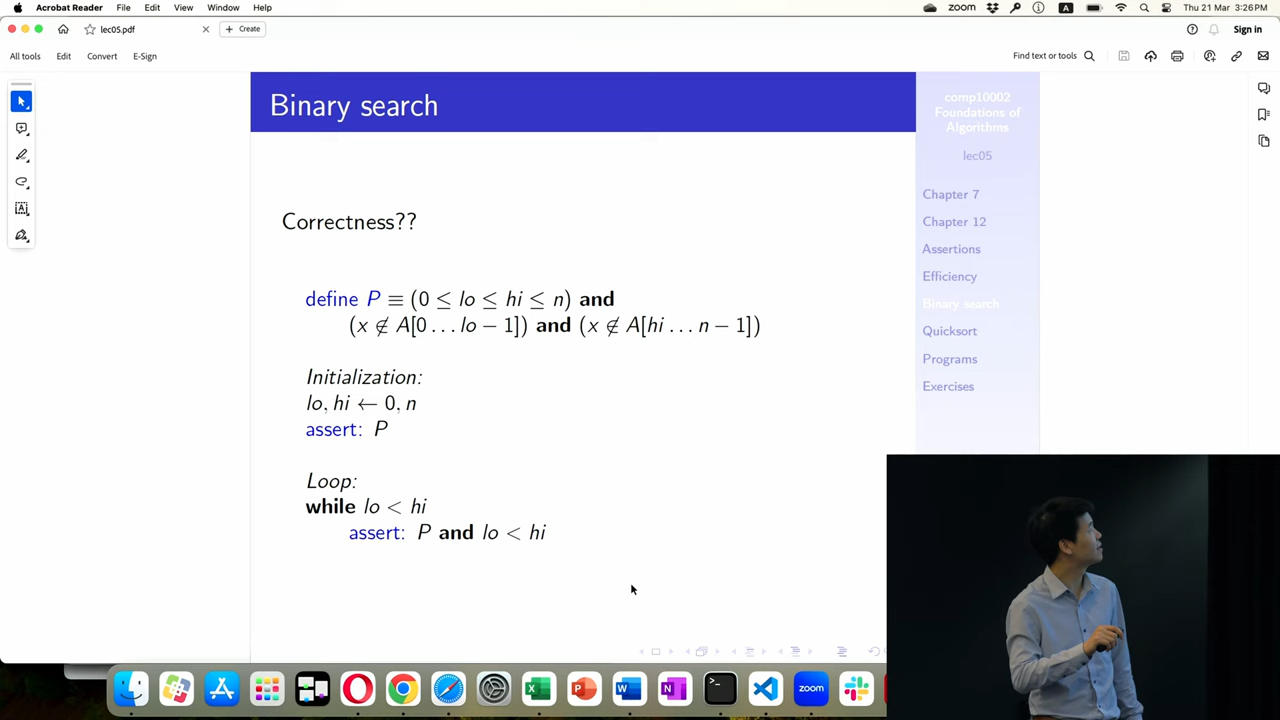 Acrobat Reader File Edit View Window Help zoom A Thu 21 Mar 3:26PM
lec05.pdf + Create Sign in
All tools Edit Convert E-Sign Find text or tools
Binary search
comp10002
Foundations of
Algorithms
lec05
Chapter 7
Chapter 12
Assertions
Efficiency
Binary search
Quicksort
Programs
Exercises
Correctness??
define P ≡ (0 ≤ lo ≤ hi ≤ n) and
(x ∉ A[0 . . . lo − 1]) and (x ∉ A[hi . . . n − 1])
Initialization:
lo, hi ← 0, n
assert: P
Loop:
while lo < hi
assert: P and lo < hi
zoom